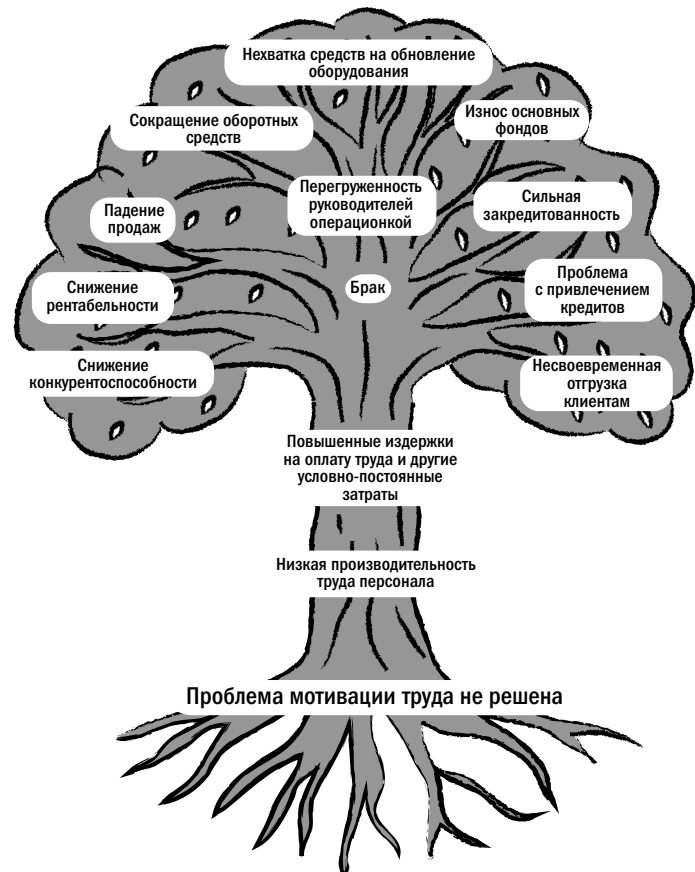 Нехватка средств на обновление
оборудования
Сокращение оборотных
средств
Износ основных
фондов
Перегруженность
руководителей
операционкой
Сильная
закредитованность
Падение
продаж
Брак
Проблема
с привлечением
кредитов
Снижение
рентабельности
Снижение
конкурентоспособности
Несвоевременная
отгрузка
клиентам
Повышенные издержки
на оплату труда и другие
условно-постоянные
затраты
Низкая производительность
труда персонала
Проблема мотивации труда не решена